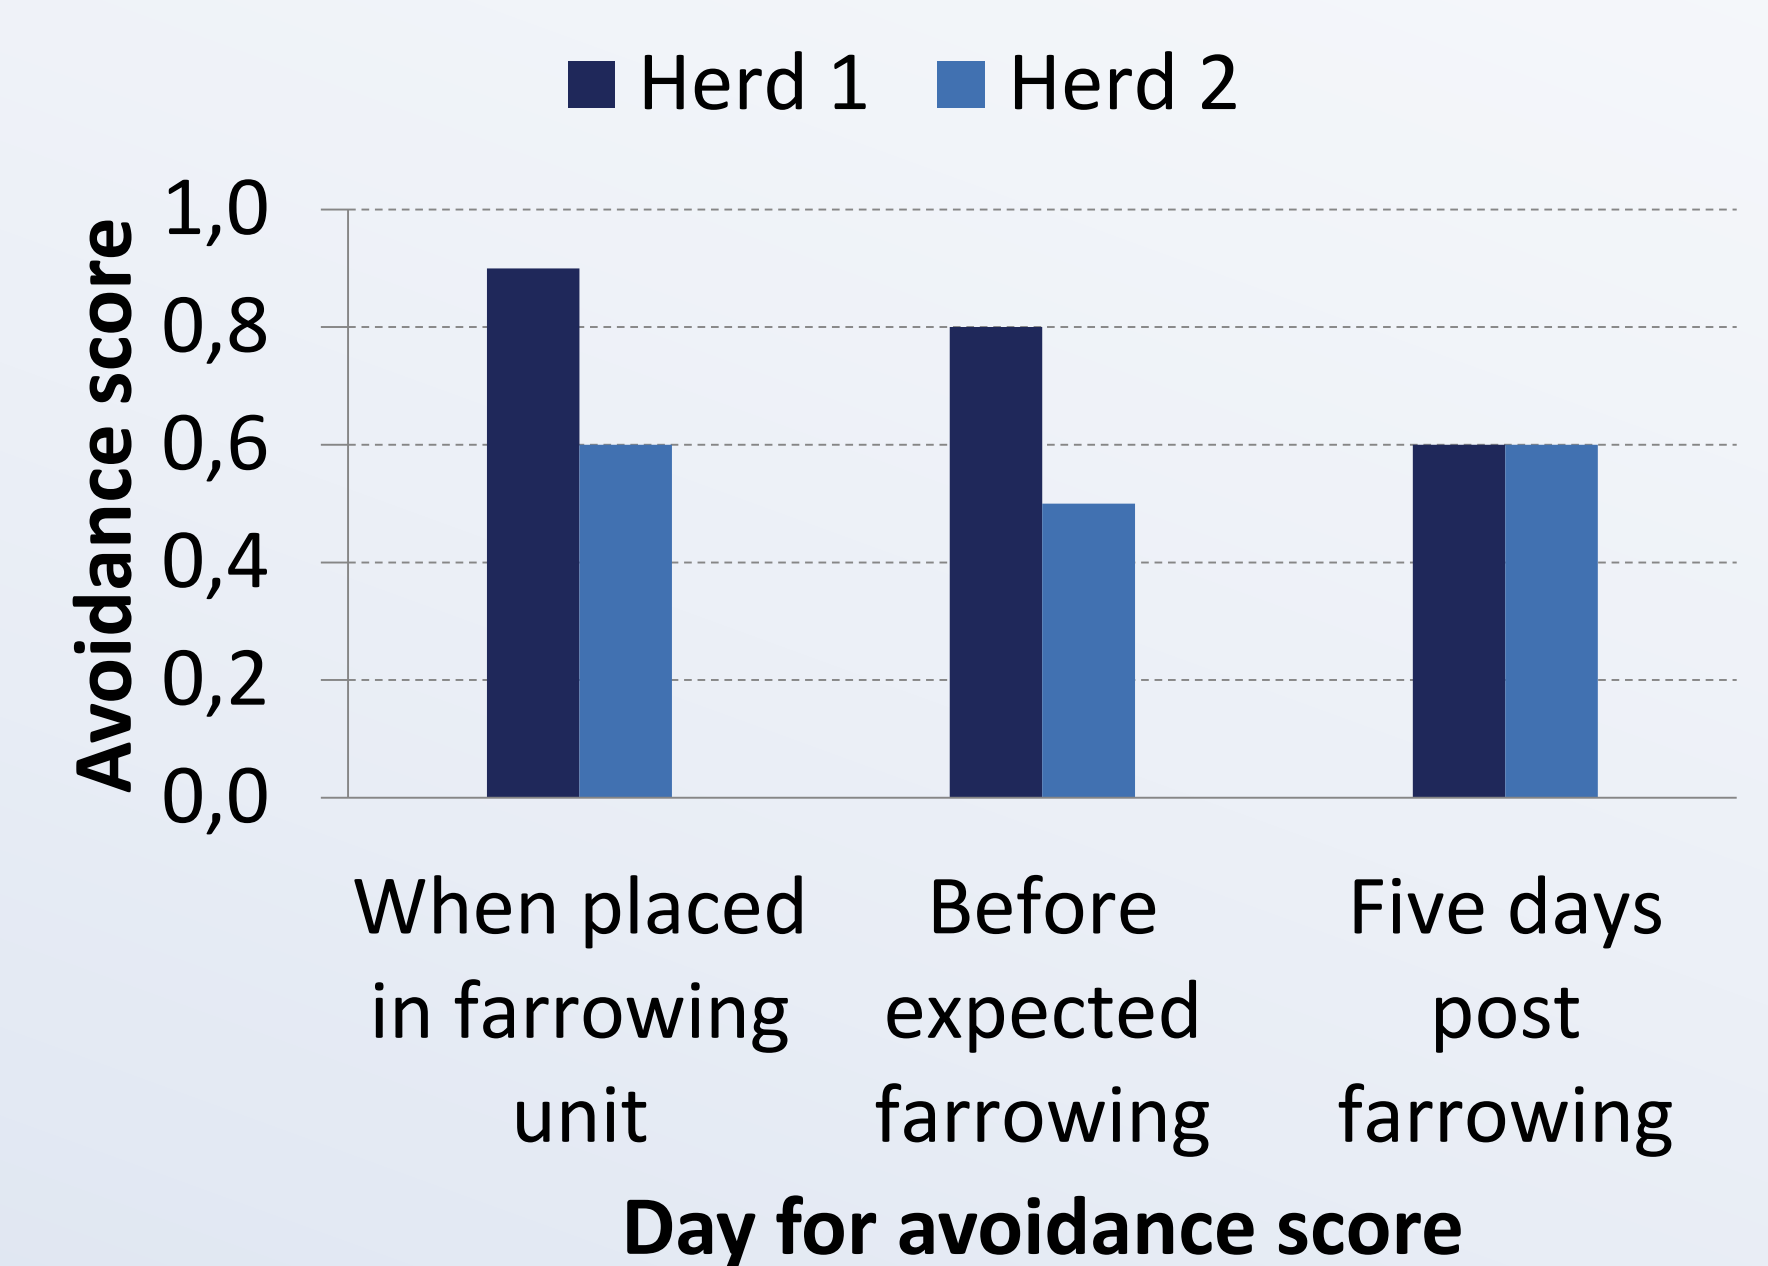 Herd 1 Herd 2
Avoidance score
1,0
0,8
0,6
0,4
0,2
0,0
When placed
in farrowing
unit
Before
expected
farrowing
Five days
post
farrowing
Day for avoidance score